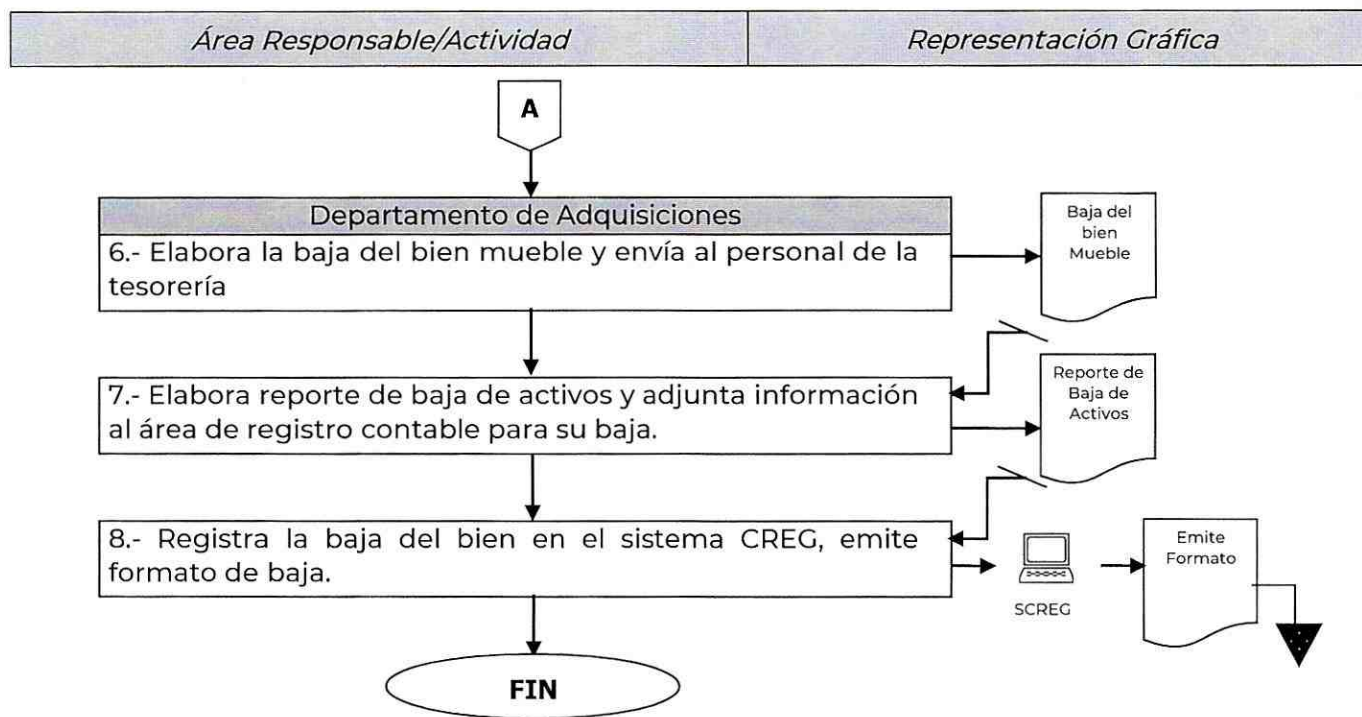 Área Responsable/Actividad
Representación Gráfica
A
Departamento de Adquisiciones
6.- Elabora la baja del bien mueble y envía al personal de la
tesorería
Baja del
bien
Mueble
7.- Elabora reporte de baja de activos y adjunta información
al área de registro contable para su baja.
Reporte de
Baja de
Activos
8.- Registra la baja del bien en el sistema CREG, emite
formato de baja.
SCREG
Emite
Formato
FIN